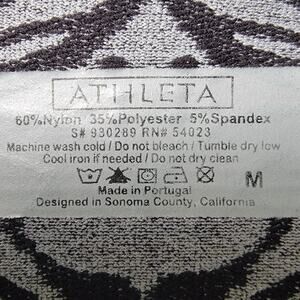 ATHLETA
60%Nylon 35%Polyester 5%Spandex
S# 930289 RN# 54023
Machine wash cold / Do not bleach / Tumble dry low
Cool iron if needed / Do not dry clean
M
Made in Portugal
Designed in Sonoma County, California